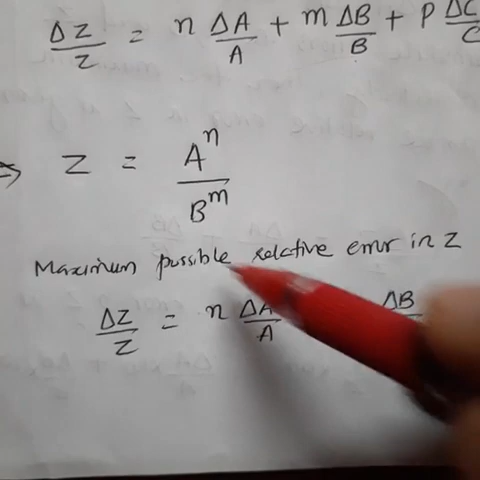 ΔZ/Z = n ΔA/A + m ΔB/B + p ΔC/C
⇒ Z = A^n/B^m
Maximum possible relative error in Z
ΔZ/Z = n ΔA/A ΔB